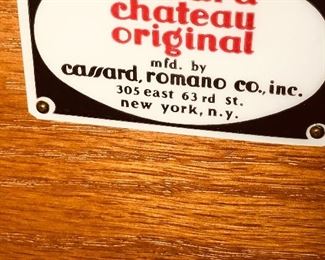 chateau
original
mfd. by
cassard, romano co., inc.
305 east 63rd st.
new york, n.y.